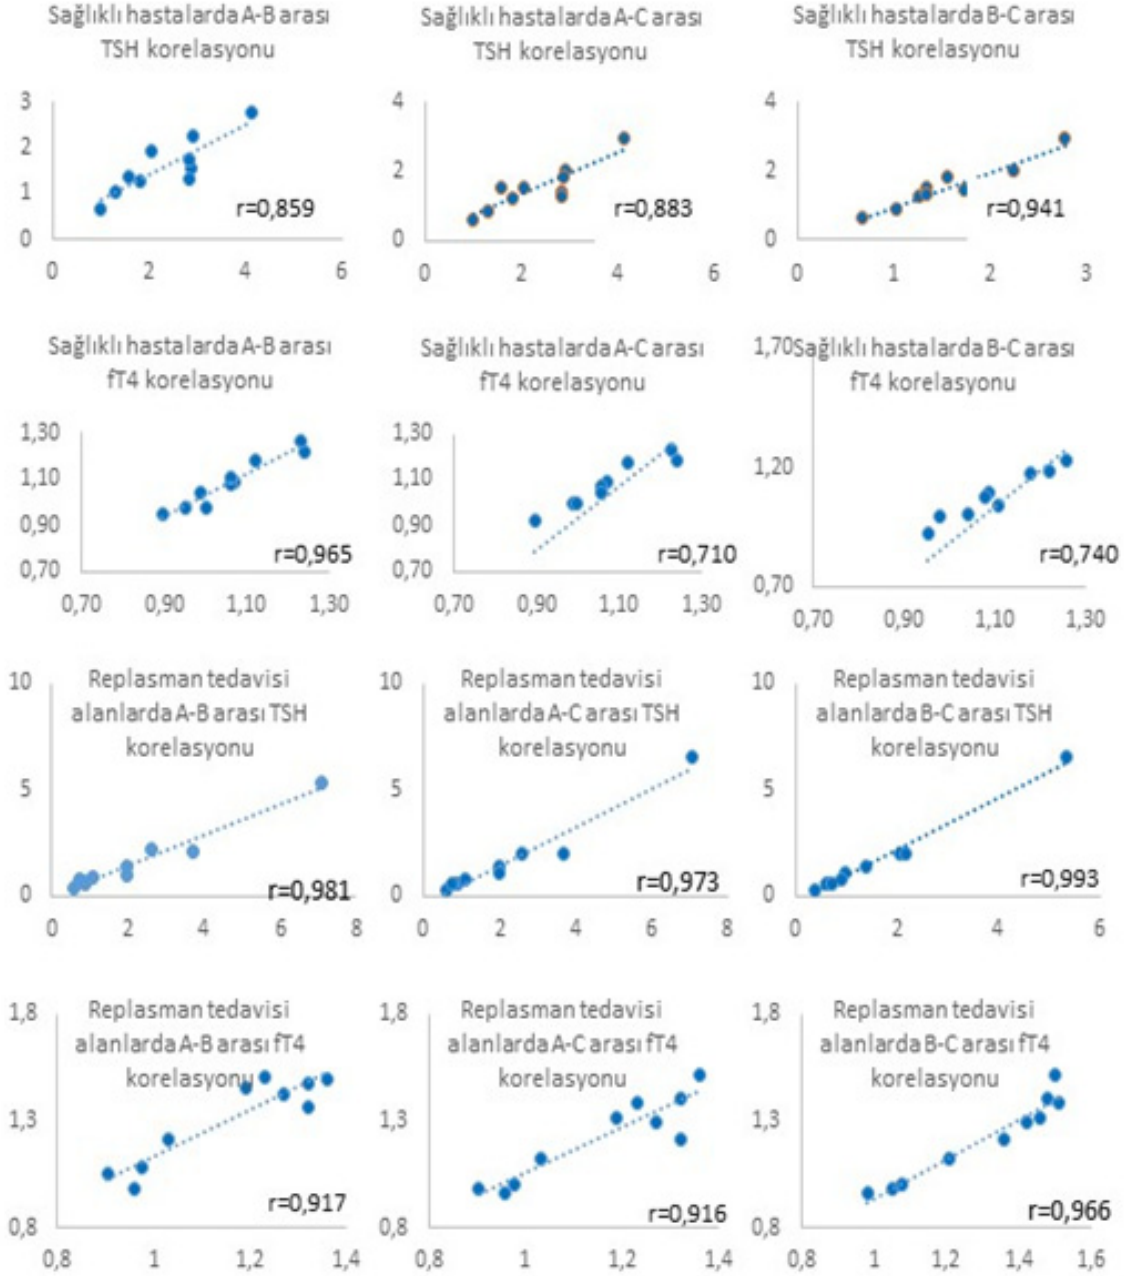 Sağlıklı hastalarda A-B arası
TSH korelasyonu
3
2
1
0
r=0,859
0 2 4 6
Sağlıklı hastalarda A-C arası
TSH korelasyonu
4
2
0
r=0,883
0 2 4 6
Sağlıklı hastalarda B-C arası
TSH korelasyonu
4
2
0
r=0,941
0 1 2 3
Sağlıklı hastalarda A-B arası
fT4 korelasyonu
1,30
1,10
0,90
0,70
r=0,965
0,70 0,90 1,10 1,30
Sağlıklı hastalarda A-C arası
fT4 korelasyonu
1,30
1,10
0,90
0,70
r=0,710
0,70 0,90 1,10 1,30
1,70 Sağlıklı hastalarda B-C arası
fT4 korelasyonu
1,20
0,70
r=0,740
0,70 0,90 1,10 1,30
Replasman tedavisi
alanlarda A-B arası TSH
korelasyonu
10
5
0
r=0,981
0 2 4 6 8
Replasman tedavisi
alanlarda A-C arası TSH
korelasyonu
10
5
0
r=0,973
0 2 4 6 8
Replasman tedavisi
alanlarda B-C arası TSH
korelasyonu
10
5
0
r=0,993
0 2 4 6
Replasman tedavisi
alanlarda A-B arası fT4
korelasyonu
1,8
1,3
0,8
r=0,917
0,8 1 1,2 1,4
Replasman tedavisi
alanlarda A-C arası fT4
korelasyonu
1,8
1,3
0,8
r=0,916
0,8 1 1,2 1,4
Replasman tedavisi
alanlarda B-C arası fT4
korelasyonu
1,8
1,3
0,8
r=0,966
0,8 1 1,2 1,4 1,6